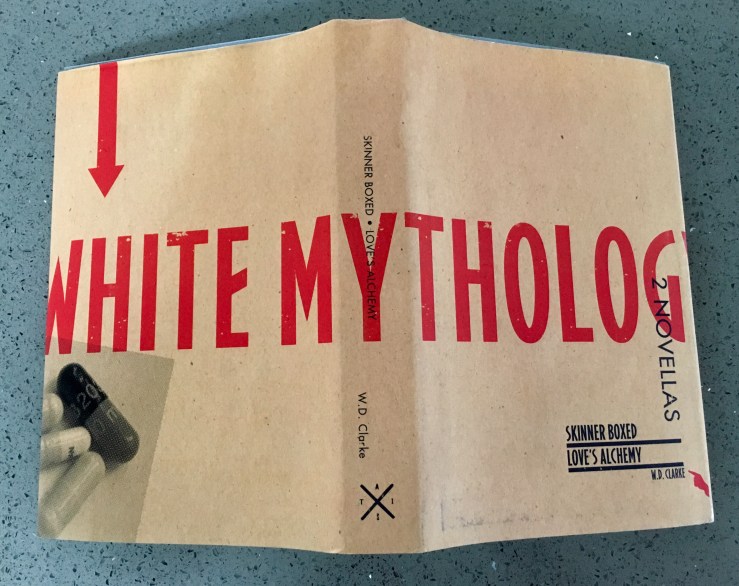 WHITE MYTHOLOG
SKINNER BOXED • LOVE'S ALCHEMY
W.D. Clarke
2 NOVELLAS
SKINNER BOXED
LOVE'S ALCHEMY
W.D. CLARKE